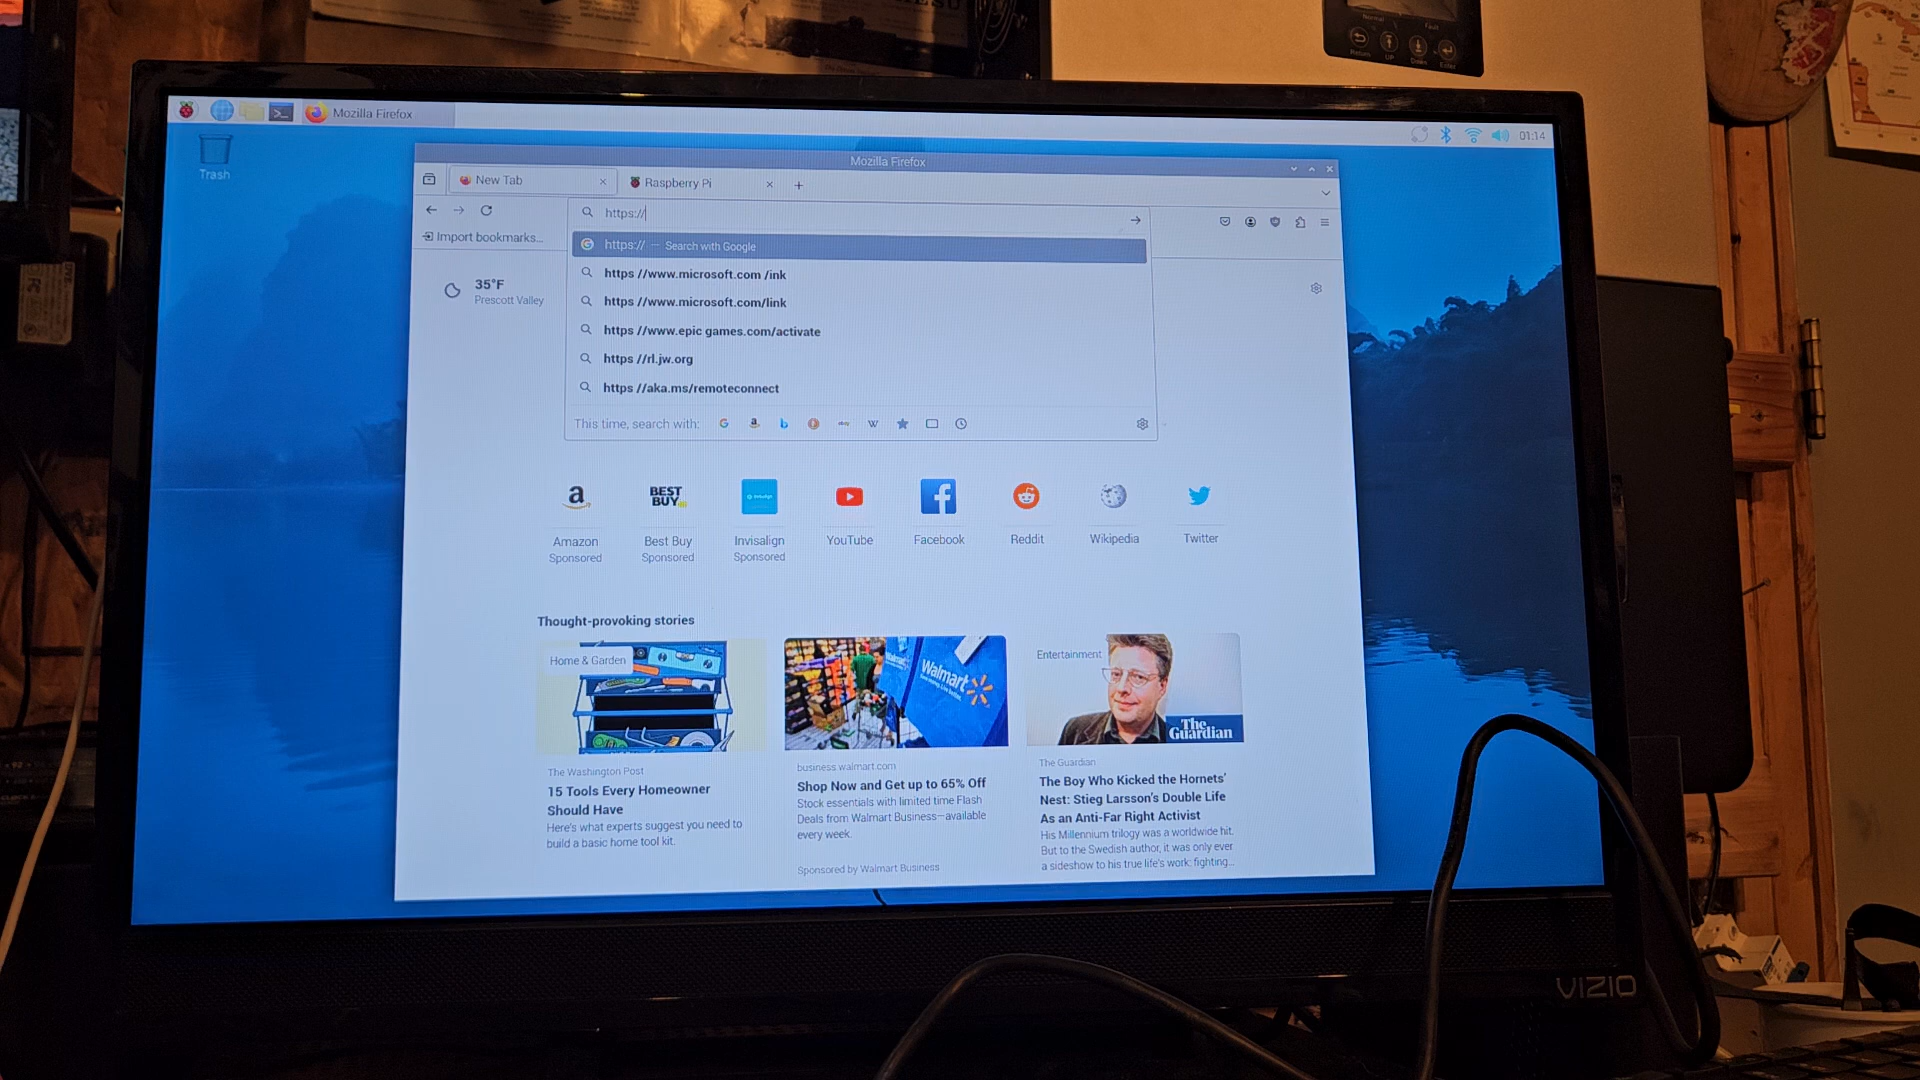 Normal Fault
Return UP Down Enter
Mozilla Firefox
01:14
Trash
Mozilla Firefox
New Tab
Raspberry Pi
https://
Import bookmarks...
https:// — Search with Google
https //www.microsoft.com /ink
https //www.microsoft.com/link
https //www.epic games.com/activate
https //rl.jw.org
https //aka.ms/remoteconnect
This time, search with:
35°F
Prescott Valley
BEST BUY
Amazon
Sponsored
Best Buy
Sponsored
Invisalign
Sponsored
YouTube
Facebook
Reddit
Wikipedia
Twitter
Thought-provoking stories
Home & Garden
The Washington Post
15 Tools Every Homeowner
Should Have
Here's what experts suggest you need to
build a basic home tool kit.
Walmart
business.walmart.com
Shop Now and Get up to 65% Off
Stock essentials with limited time Flash
Deals from Walmart Business—available
every week.
Sponsored by Walmart Business
Entertainment
The Guardian
The Guardian
The Boy Who Kicked the Hornets'
Nest: Stieg Larsson's Double Life
As an Anti-Far Right Activist
His Millennium trilogy was a worldwide hit.
But to the Swedish author, it was only ever
a sideshow to his true life's work: fighting...
VIZIO